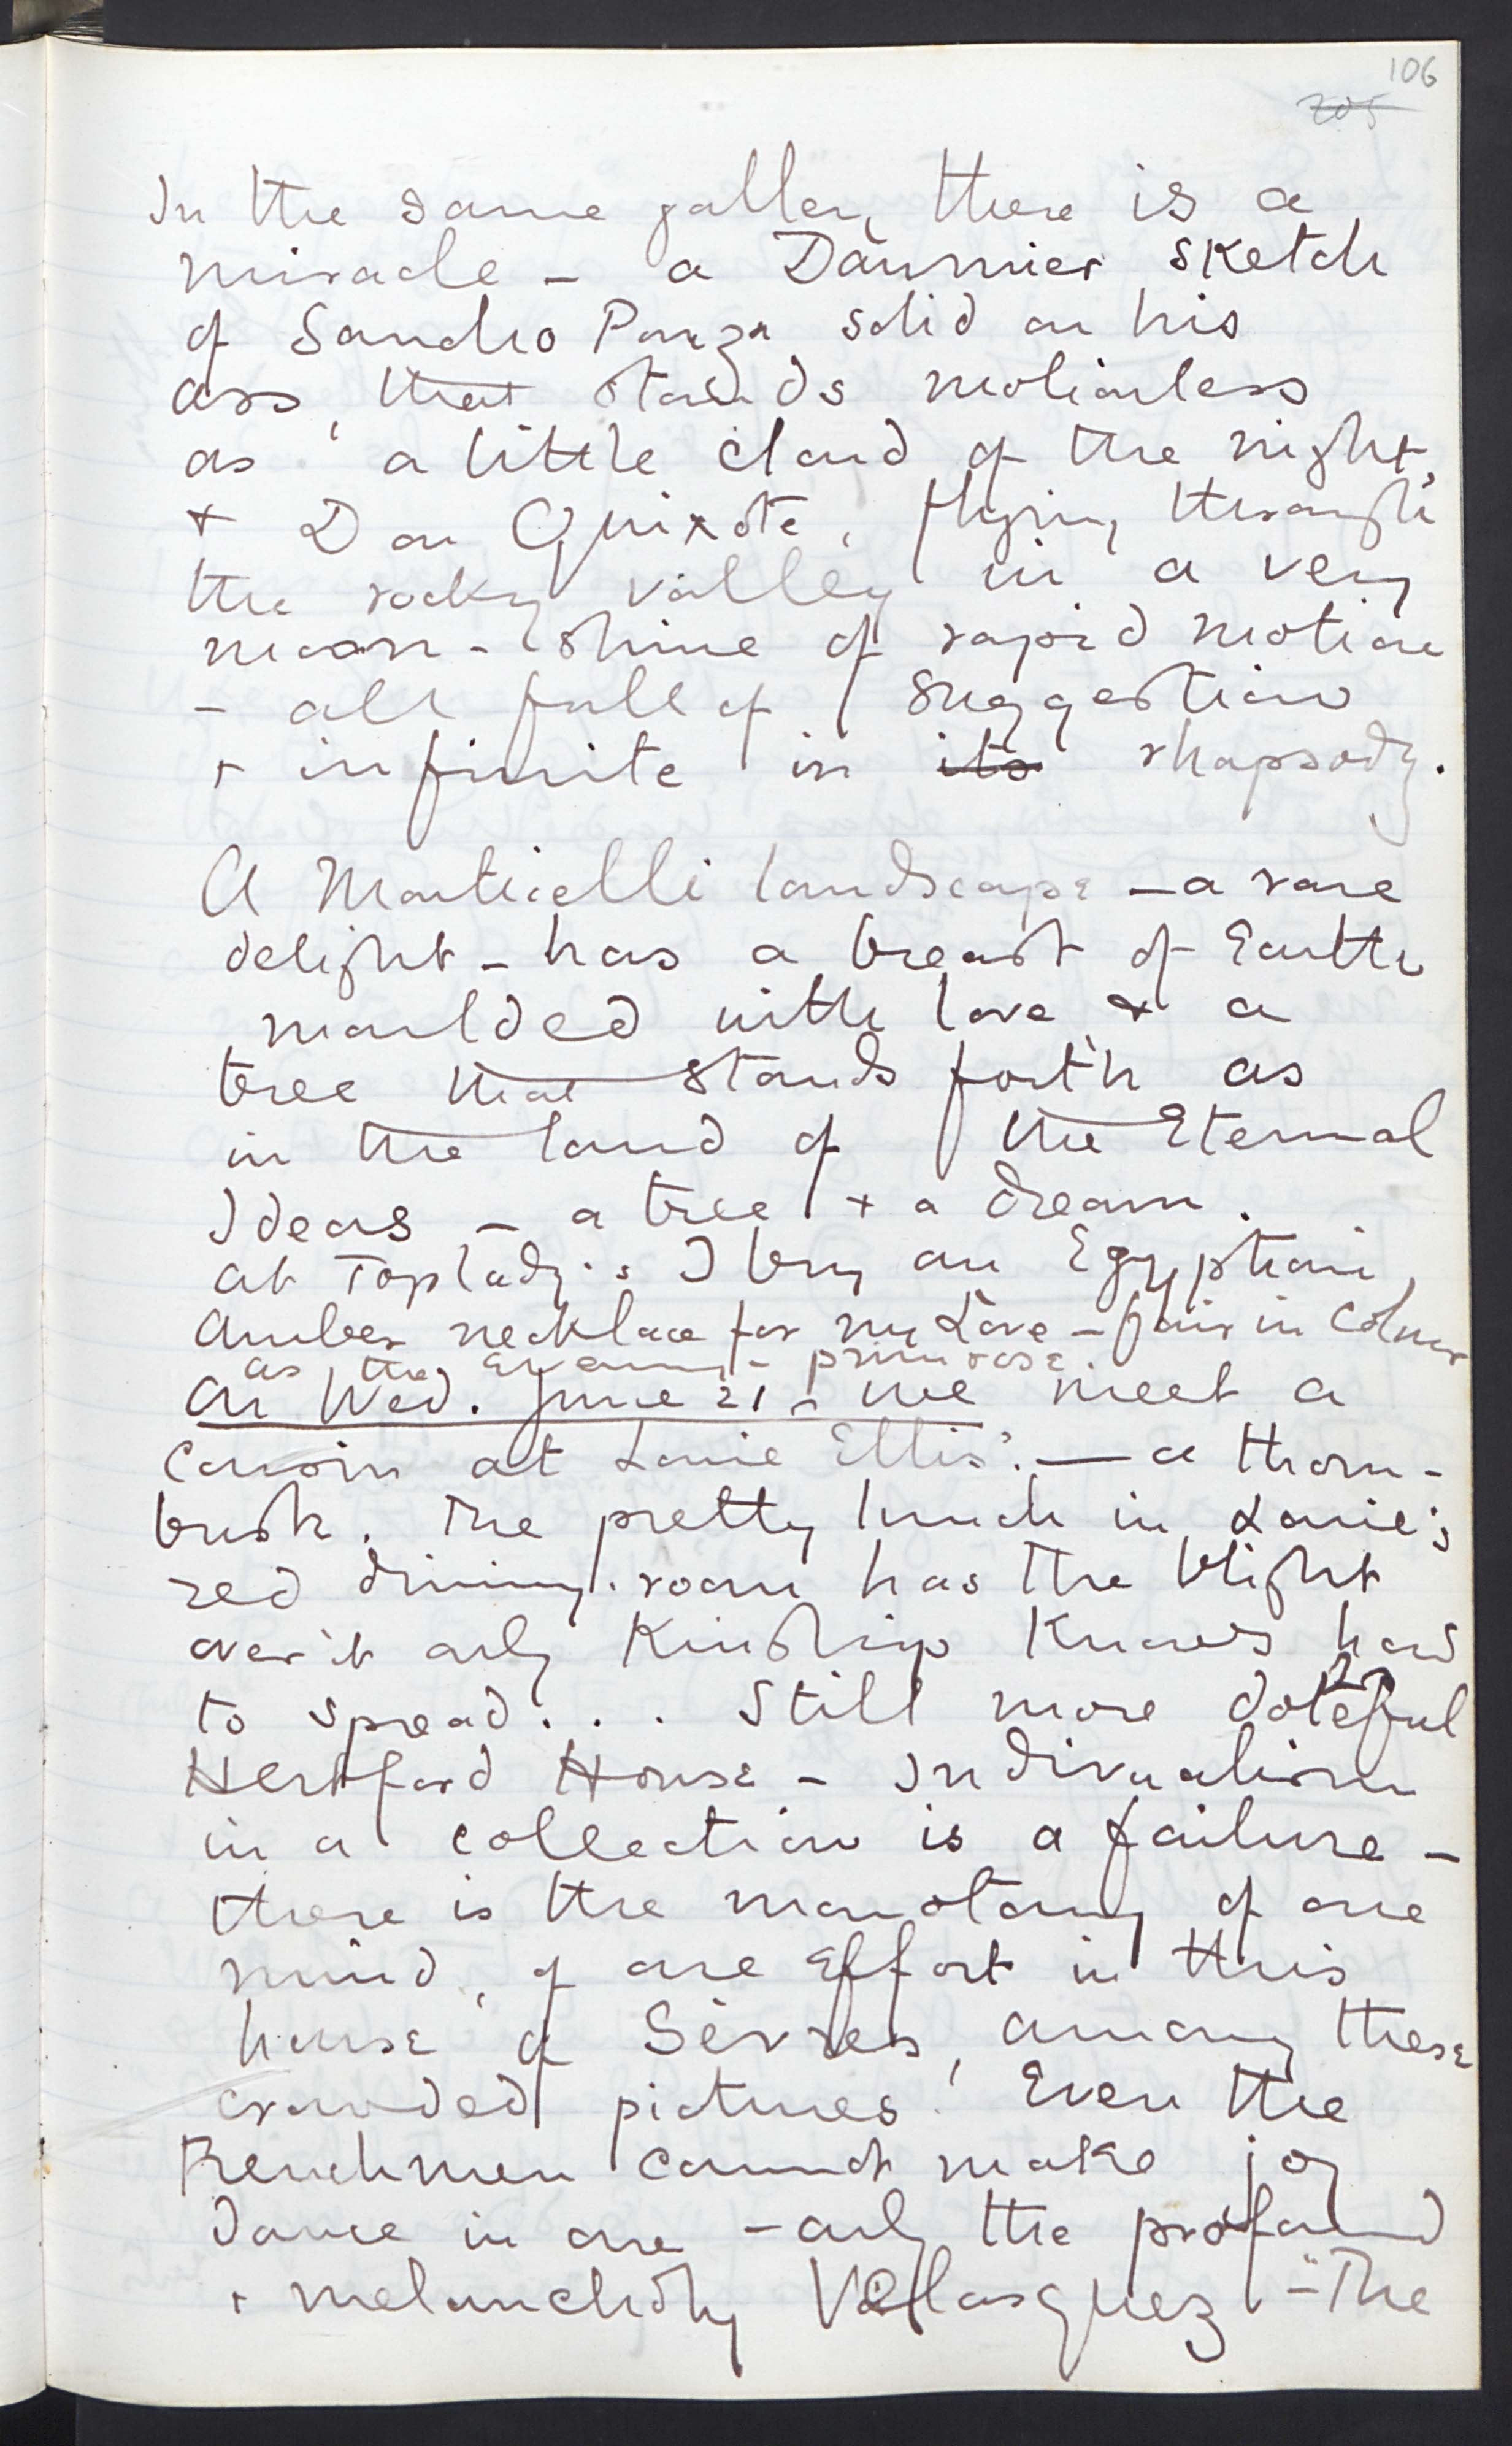 106
205
In the same gallery there is a
miracle – a Daumier sketch
of Sancho Panza solid on his
ass, that stands motionless
as a little cloud of the night,
+ Don Quixote, flying through
the rocky valley in a very
moon-shine of rapid motion
– all full of suggestion
+ infinite in its rhapsody.
A Monticelli landscape – a rare
delight – has a breast of Earth
moulded with love + a
tree that stands forth as
in the land of the Eternal
Ideas – a tree + a dream.
At Toplady's I buy an Egyptian
Amber necklace for my Love – fair in Colour
as the Evening-primrose.
On Wed. June 21 – we meet a
Cousin at Louie Ellis' – a thorn-
bush. The pretty lunch in Louie's
red dining-room has the blight
over it only Kinship Knows how
to spread... Still more doleful
Hertford House – Indivualism
in a collection is a failure –
there is the monotony of one
mind, of one Effort in this
house of Sèvres, among these
crowded pictures! Even the
Frenchmen cannot make joy
dance in one – only the profound
+ melancholy Velasquez – "The